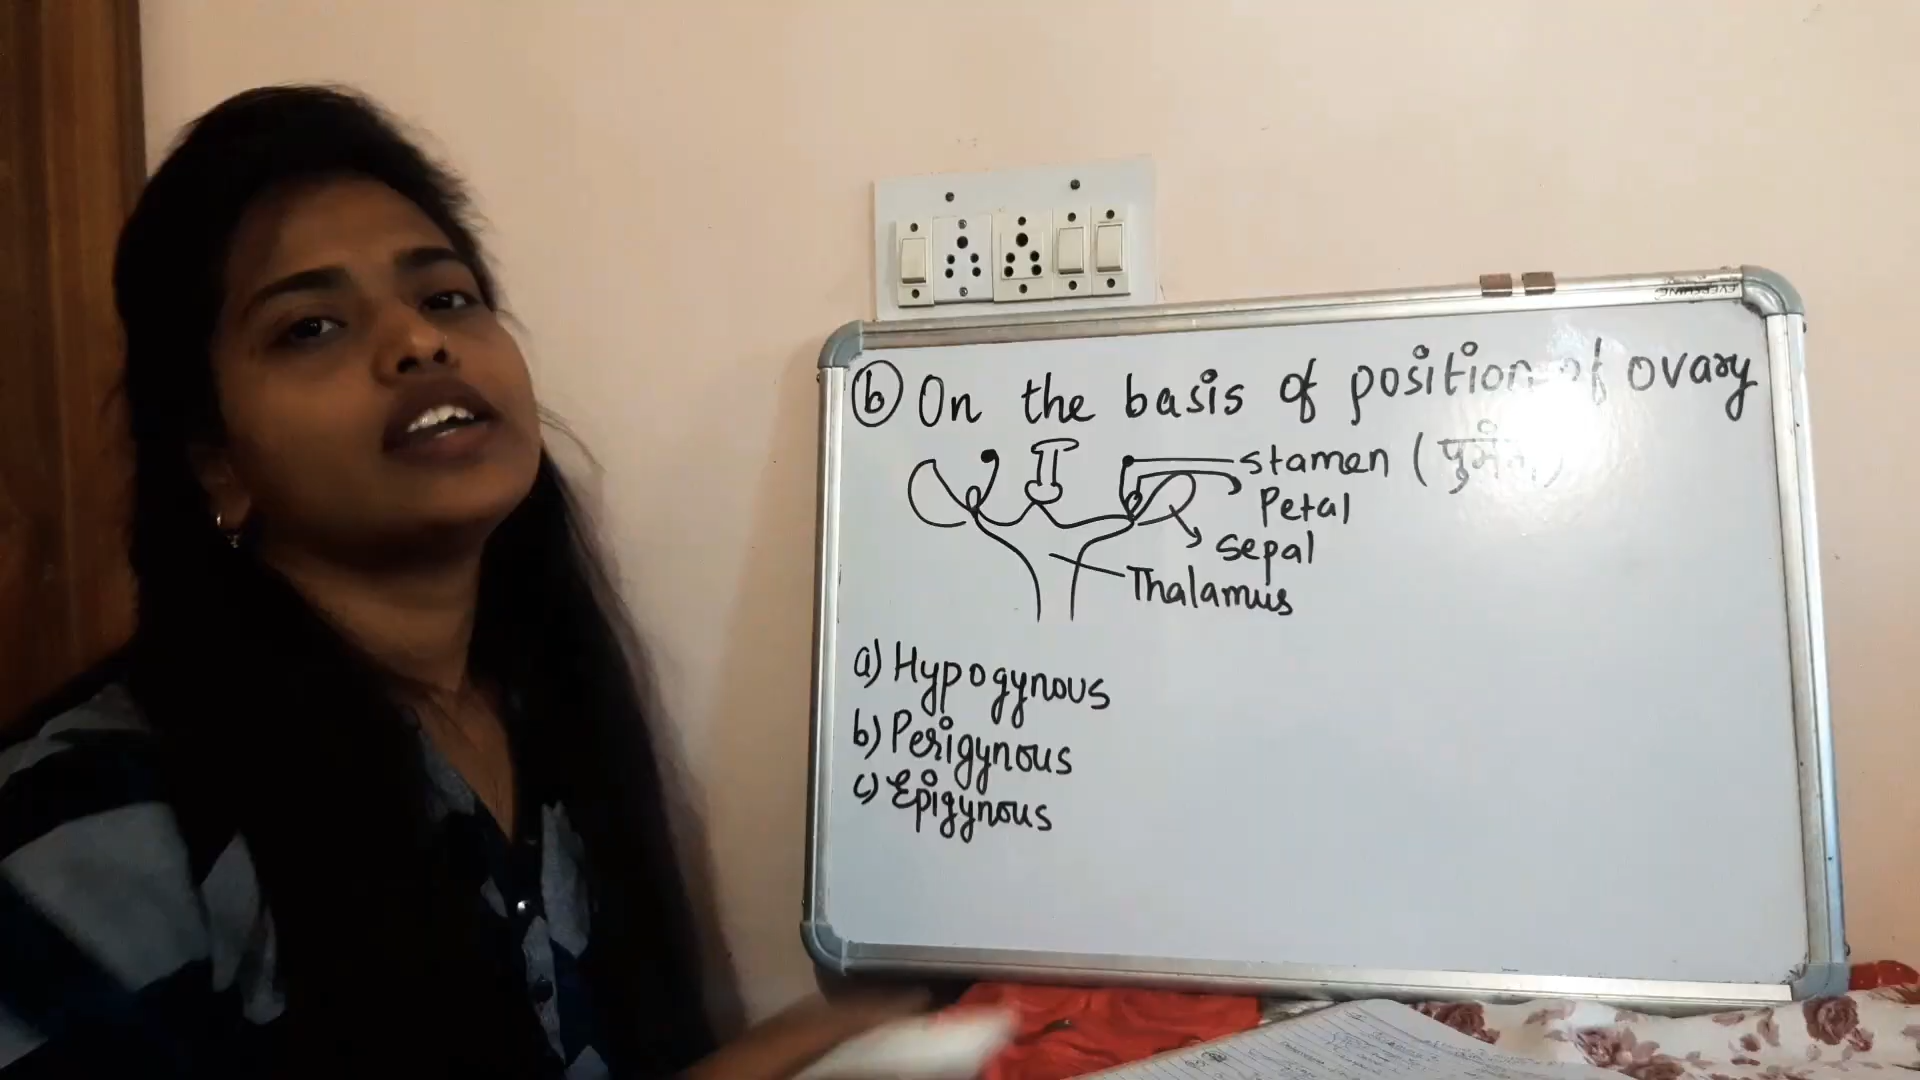 b On the basis of position of ovary
stamen (पुमंग)
Petal
sepal
Thalamus
a) Hypogynous
b) Perigynous
c) Epigynous